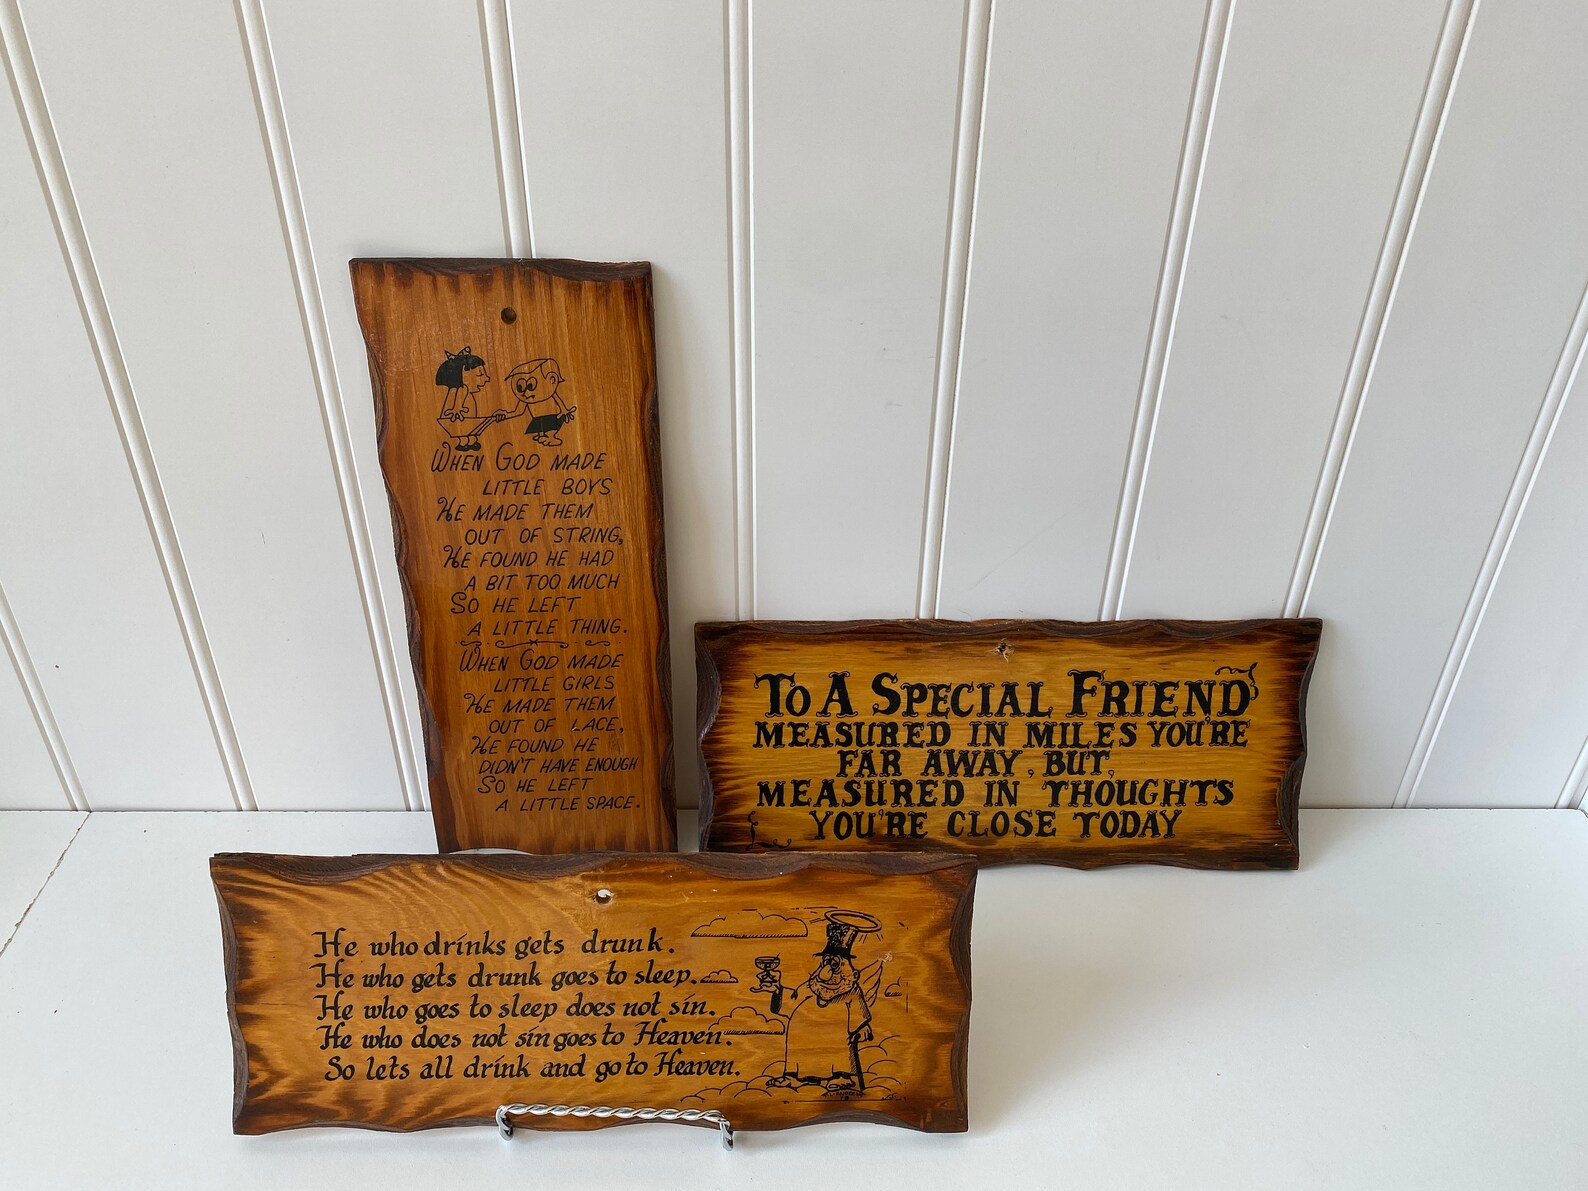 WHEN GOD MADE
LITTLE BOYS
HE MADE THEM
OUT OF STRING,
HE FOUND HE HAD
A BIT TOO MUCH
SO HE LEFT
A LITTLE THING.
WHEN GOD MADE
LITTLE GIRLS
HE MADE THEM
OUT OF LACE,
HE FOUND HE
DIDN'T HAVE ENOUGH
SO HE LEFT
A LITTLE SPACE.
TO A SPECIAL FRIEND,
MEASURED IN MILES YOU'RE
FAR AWAY, BUT,
MEASURED IN THOUGHTS
YOU'RE CLOSE TODAY
He who drinks gets drunk.
He who gets drunk goes to sleep.
He who goes to sleep does not sin.
He who does not sin goes to Heaven.
So lets all drink and go to Heaven.